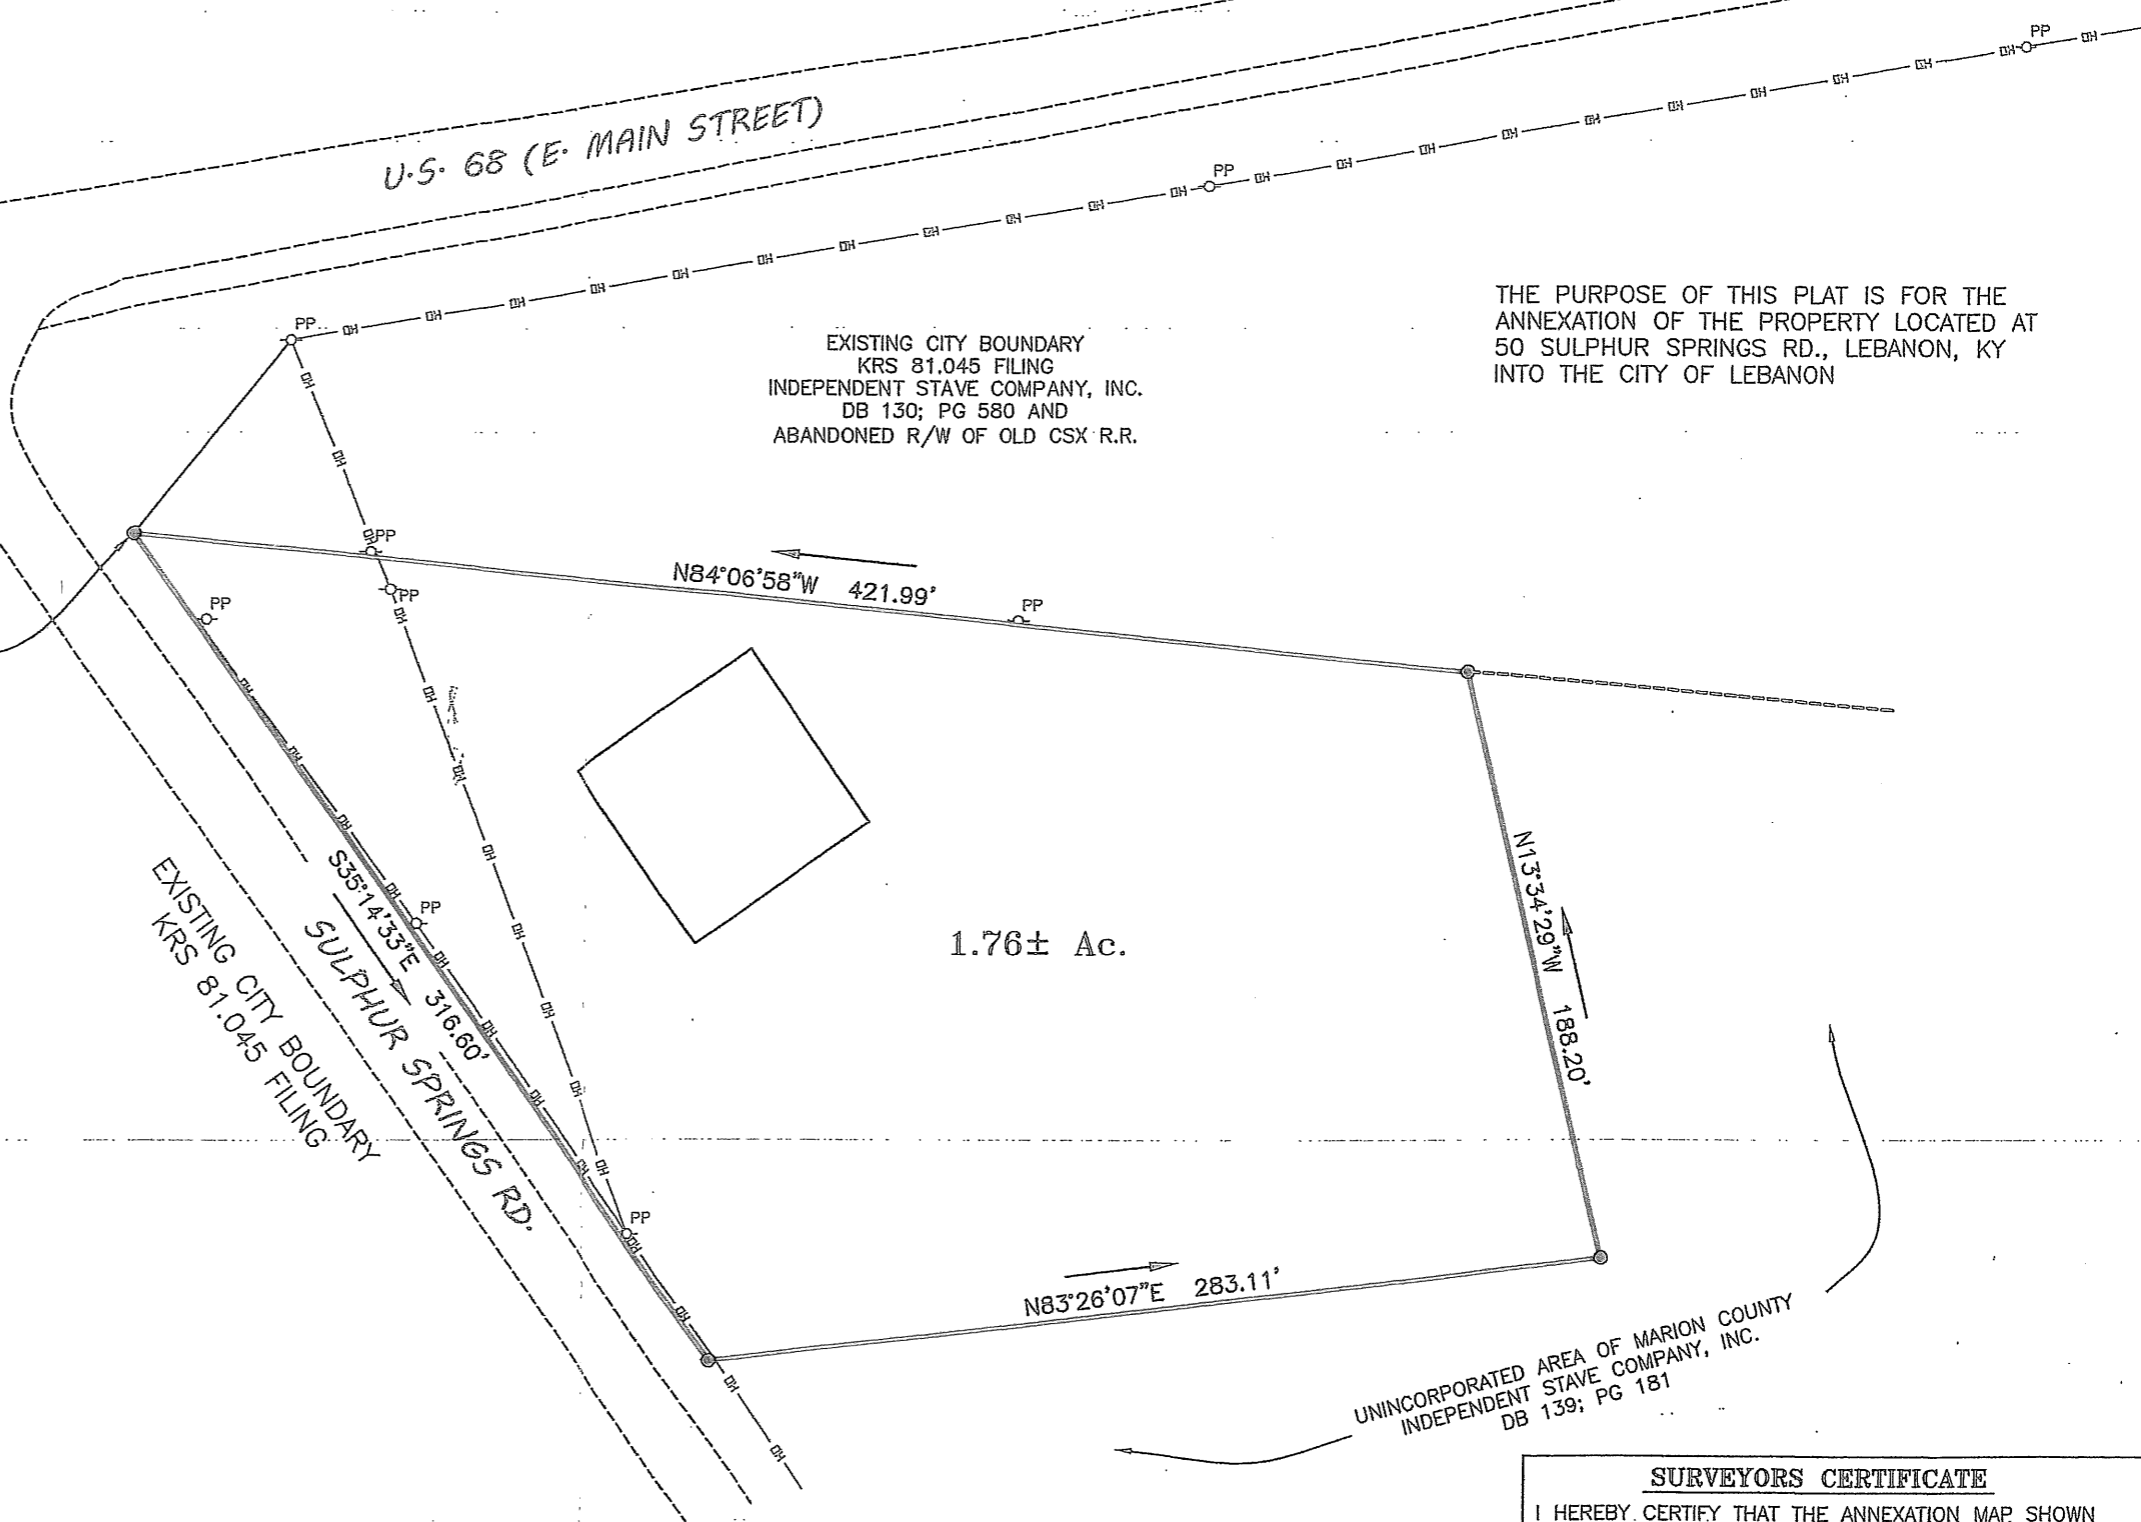 U.S. 68 (E. MAIN STREET)
PP
PP
PP
THE PURPOSE OF THIS PLAT IS FOR THE
ANNEXATION OF THE PROPERTY LOCATED AT
50 SULPHUR SPRINGS RD., LEBANON, KY
INTO THE CITY OF LEBANON
EXISTING CITY BOUNDARY
KRS 81.045 FILING
INDEPENDENT STAVE COMPANY, INC.
DB 130; PG 580 AND
ABANDONED R/W OF OLD CSX R.R.
PP
PP
PP
PP
N84°06'58"W 421.99'
N13°34'29"W 188.20'
1.76± Ac.
PP
S35°14'33"E 316.60'
SULPHUR SPRINGS RD.
EXISTING CITY BOUNDARY
KRS 81.045 FILING
PP
N83°26'07"E 283.11'
UNINCORPORATED AREA OF MARION COUNTY
INDEPENDENT STAVE COMPANY, INC.
DB 139; PG 181
SURVEYORS CERTIFICATE
I HEREBY CERTIFY THAT THE ANNEXATION MAP SHOWN